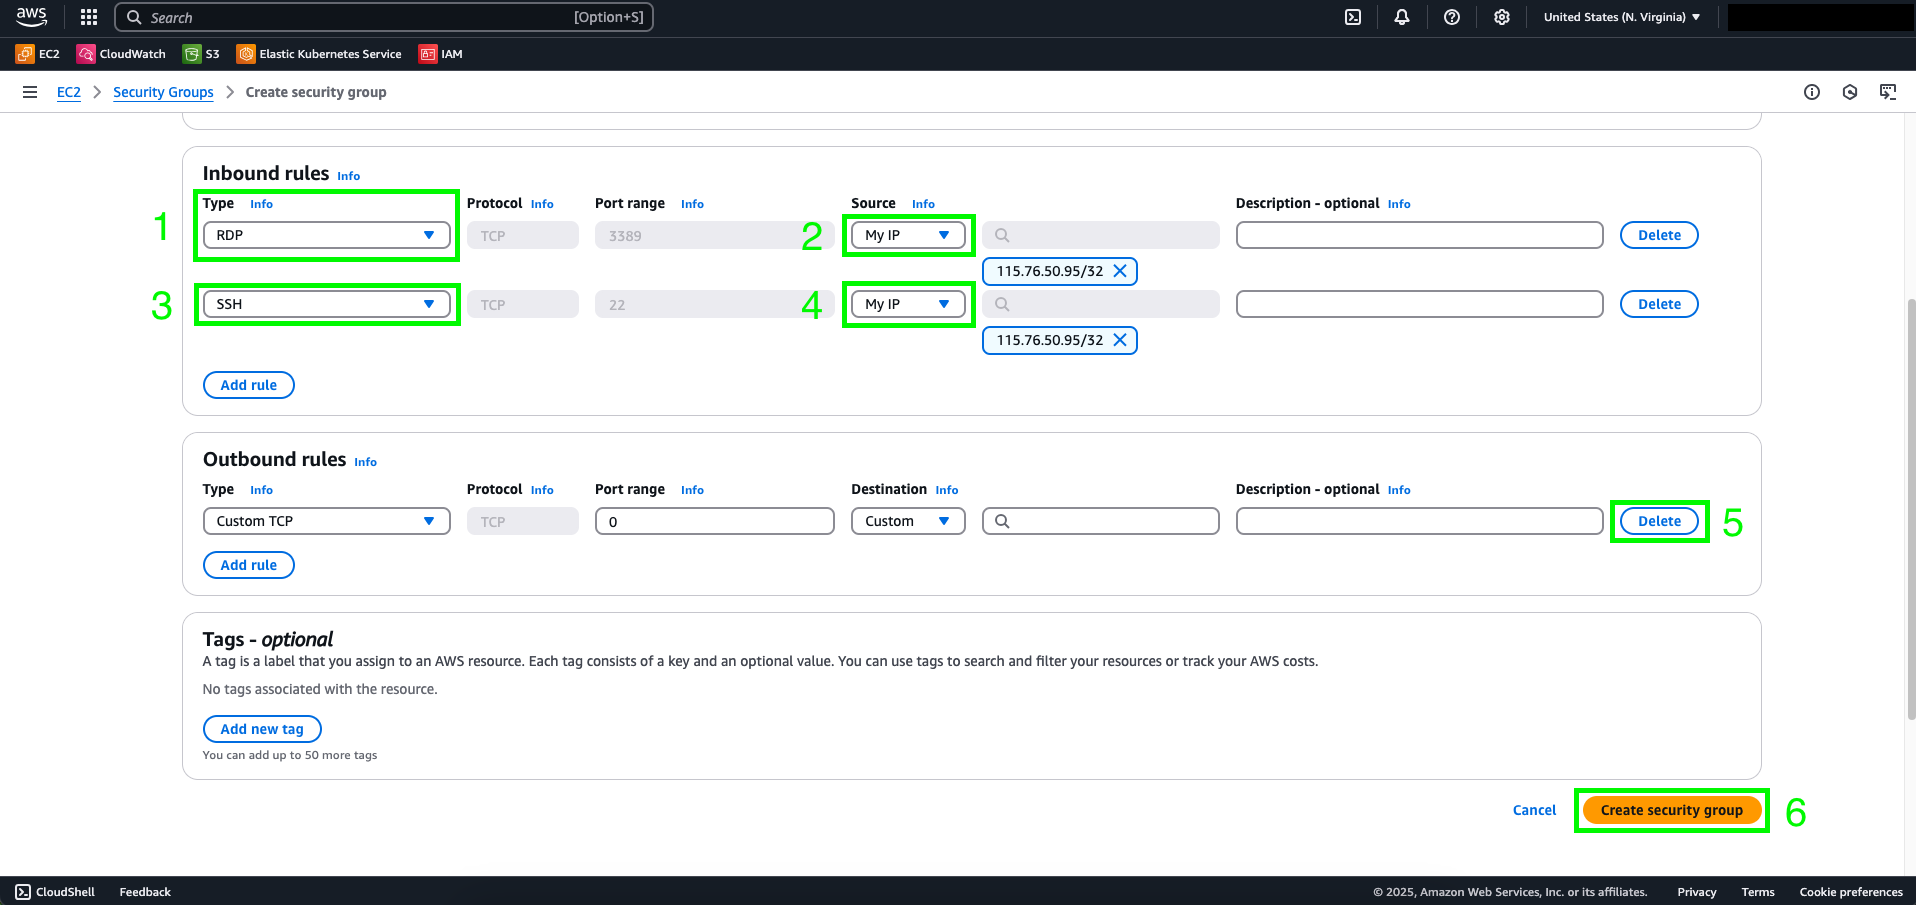 aws Search [Option+S] United States (N. Virginia)
EC2 CloudWatch S3 Elastic Kubernetes Service IAM
EC2 Security Groups Create security group
Inbound rules Info
Type Info Protocol Info Port range Info Source Info Description - optional Info
1 RDP TCP 3389 2 My IP Delete
115.76.50.95/32
3 SSH TCP 22 4 My IP Delete
115.76.50.95/32
Add rule
Outbound rules Info
Type Info Protocol Info Port range Info Destination Info Description - optional Info
Custom TCP TCP 0 Custom Delete 5
Add rule
Tags - optional
A tag is a label that you assign to an AWS resource. Each tag consists of a key and an optional value. You can use tags to search and filter your resources or track your AWS costs.
No tags associated with the resource.
Add new tag
You can add up to 50 more tags
Cancel Create security group 6
CloudShell Feedback © 2025, Amazon Web Services, Inc. or its affiliates. Privacy Terms Cookie preferences